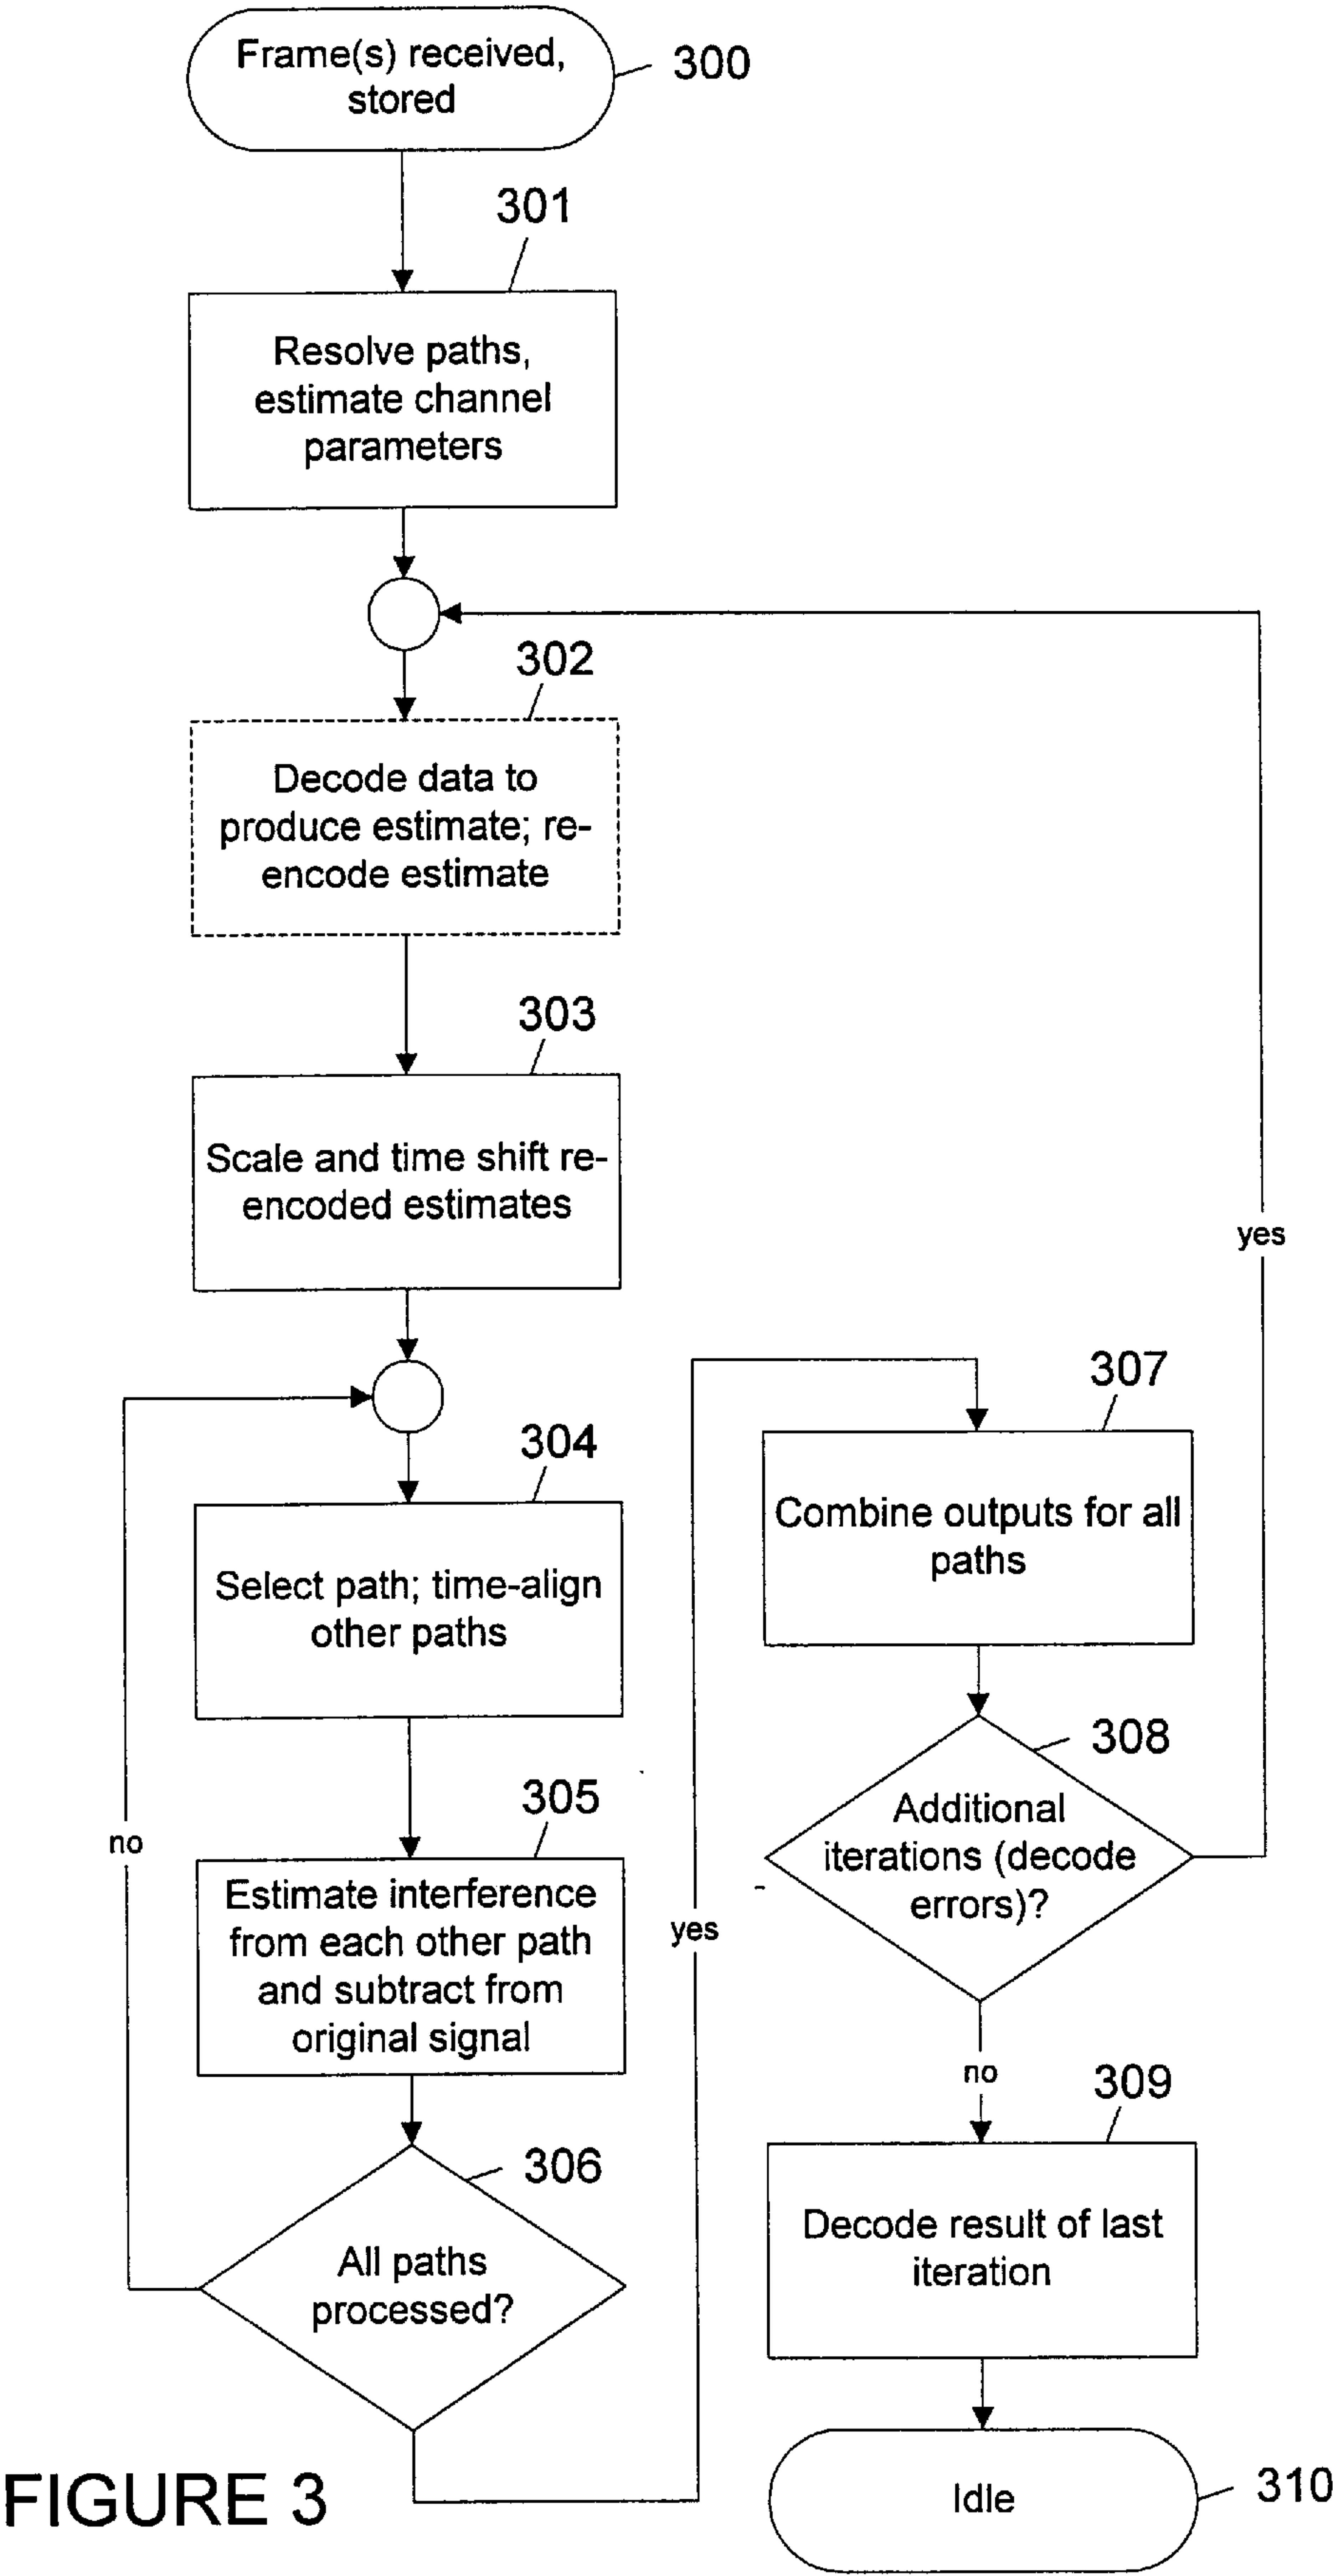 Frame(s) received,
stored
300
301
Resolve paths,
estimate channel
parameters
302
Decode data to
produce estimate; re-
encode estimate
303
Scale and time shift re-
encoded estimates
304
Select path; time-align
other paths
305
Estimate interference
from each other path
and subtract from
original signal
no
306
All paths
processed?
yes
307
Combine outputs for all
paths
308
Additional
iterations (decode
errors)?
yes
no
309
Decode result of last
iteration
Idle
310
FIGURE 3